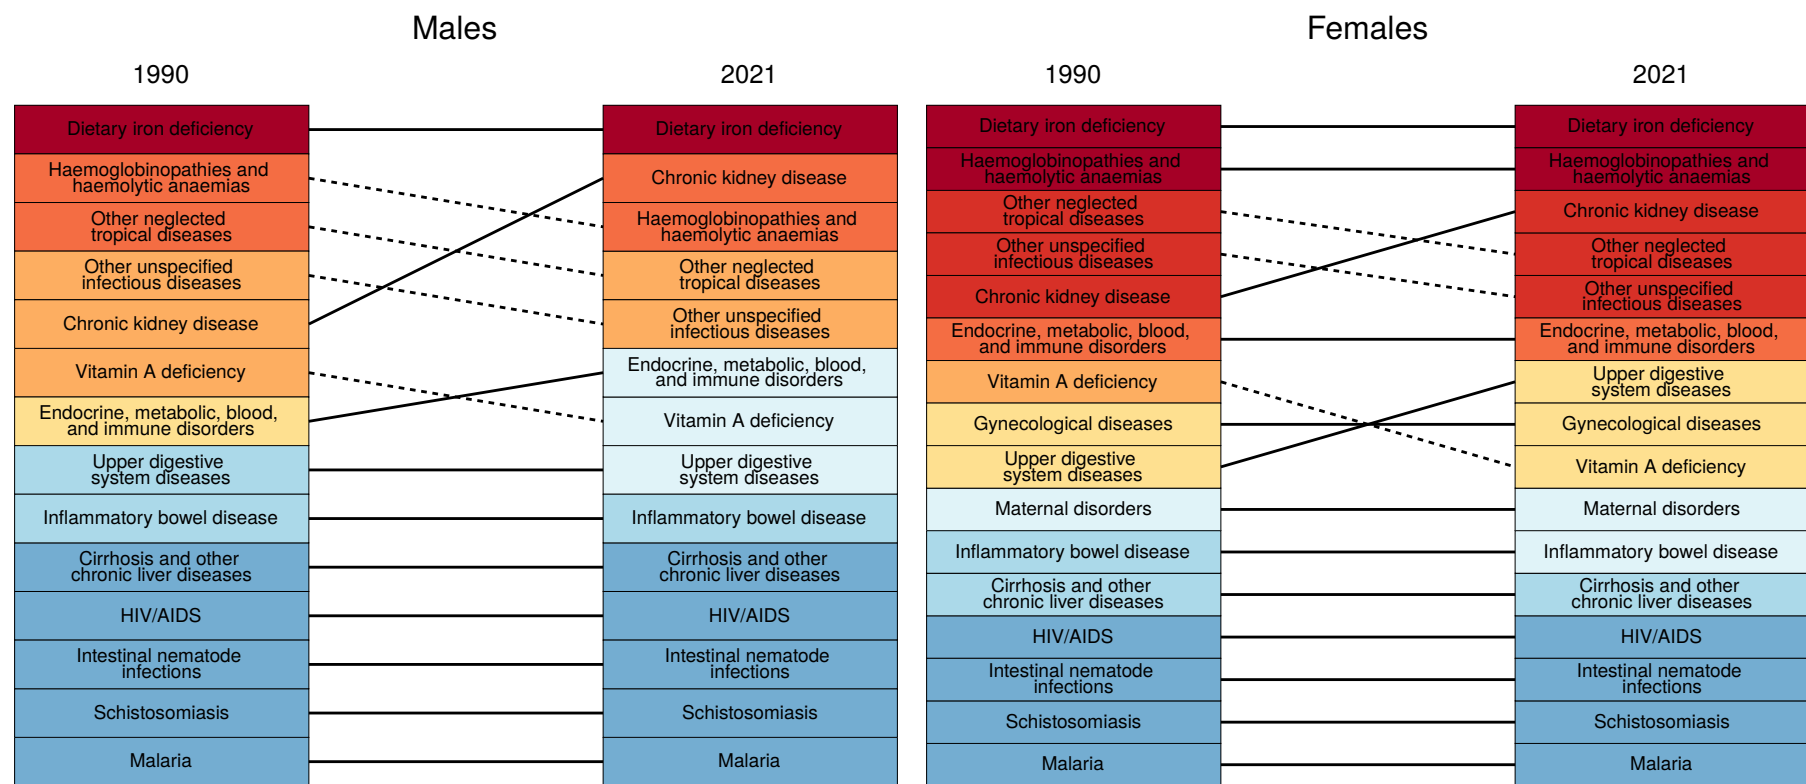 Males
1990
2021
Dietary iron deficiency
Haemoglobinopathies and
haemolytic anaemias
Other neglected
tropical diseases
Other unspecified
infectious diseases
Chronic kidney disease
Vitamin A deficiency
Endocrine, metabolic, blood,
and immune disorders
Upper digestive
system diseases
Inflammatory bowel disease
Cirrhosis and other
chronic liver diseases
HIV/AIDS
Intestinal nematode
infections
Schistosomiasis
Malaria
Dietary iron deficiency
Chronic kidney disease
Haemoglobinopathies and
haemolytic anaemias
Other neglected
tropical diseases
Other unspecified
infectious diseases
Endocrine, metabolic, blood,
and immune disorders
Vitamin A deficiency
Upper digestive
system diseases
Inflammatory bowel disease
Cirrhosis and other
chronic liver diseases
HIV/AIDS
Intestinal nematode
infections
Schistosomiasis
Malaria
Females
1990
2021
Dietary iron deficiency
Haemoglobinopathies and
haemolytic anaemias
Other neglected
tropical diseases
Other unspecified
infectious diseases
Chronic kidney disease
Endocrine, metabolic, blood,
and immune disorders
Vitamin A deficiency
Gynecological diseases
Upper digestive
system diseases
Maternal disorders
Inflammatory bowel disease
Cirrhosis and other
chronic liver diseases
HIV/AIDS
Intestinal nematode
infections
Schistosomiasis
Malaria
Dietary iron deficiency
Haemoglobinopathies and
haemolytic anaemias
Chronic kidney disease
Other neglected
tropical diseases
Other unspecified
infectious diseases
Endocrine, metabolic, blood,
and immune disorders
Upper digestive
system diseases
Gynecological diseases
Vitamin A deficiency
Maternal disorders
Inflammatory bowel disease
Cirrhosis and other
chronic liver diseases
HIV/AIDS
Intestinal nematode
infections
Schistosomiasis
Malaria